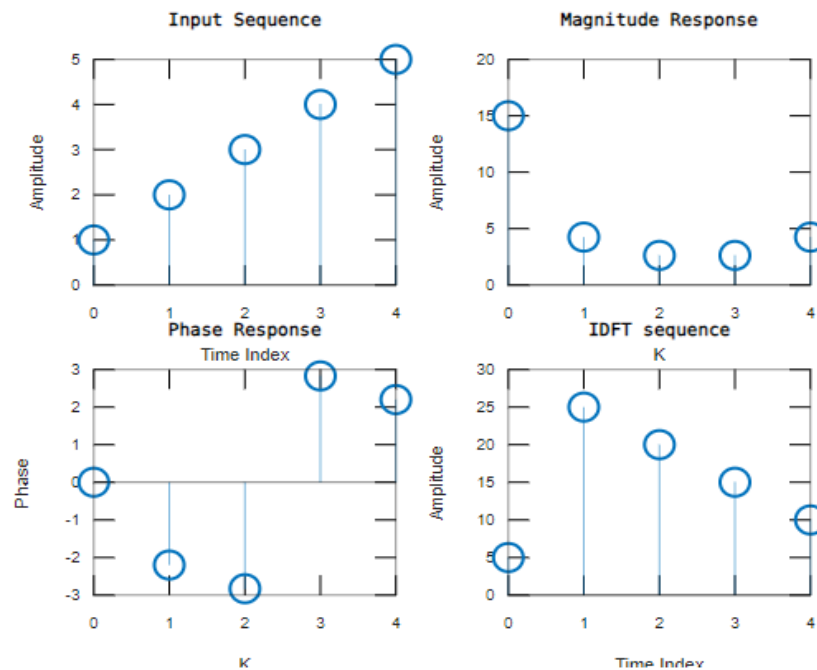 Input Sequence
Amplitude
5
4
3
2
1
0
0 1 2 3 4
Time Index
Magnitude Response
Amplitude
20
15
10
5
0
0 1 2 3 4
K
Phase Response
Phase
3
2
1
0
-1
-2
-3
0 1 2 3 4
K
IDFT sequence
Amplitude
30
25
20
15
10
5
0
0 1 2 3 4
Time Index